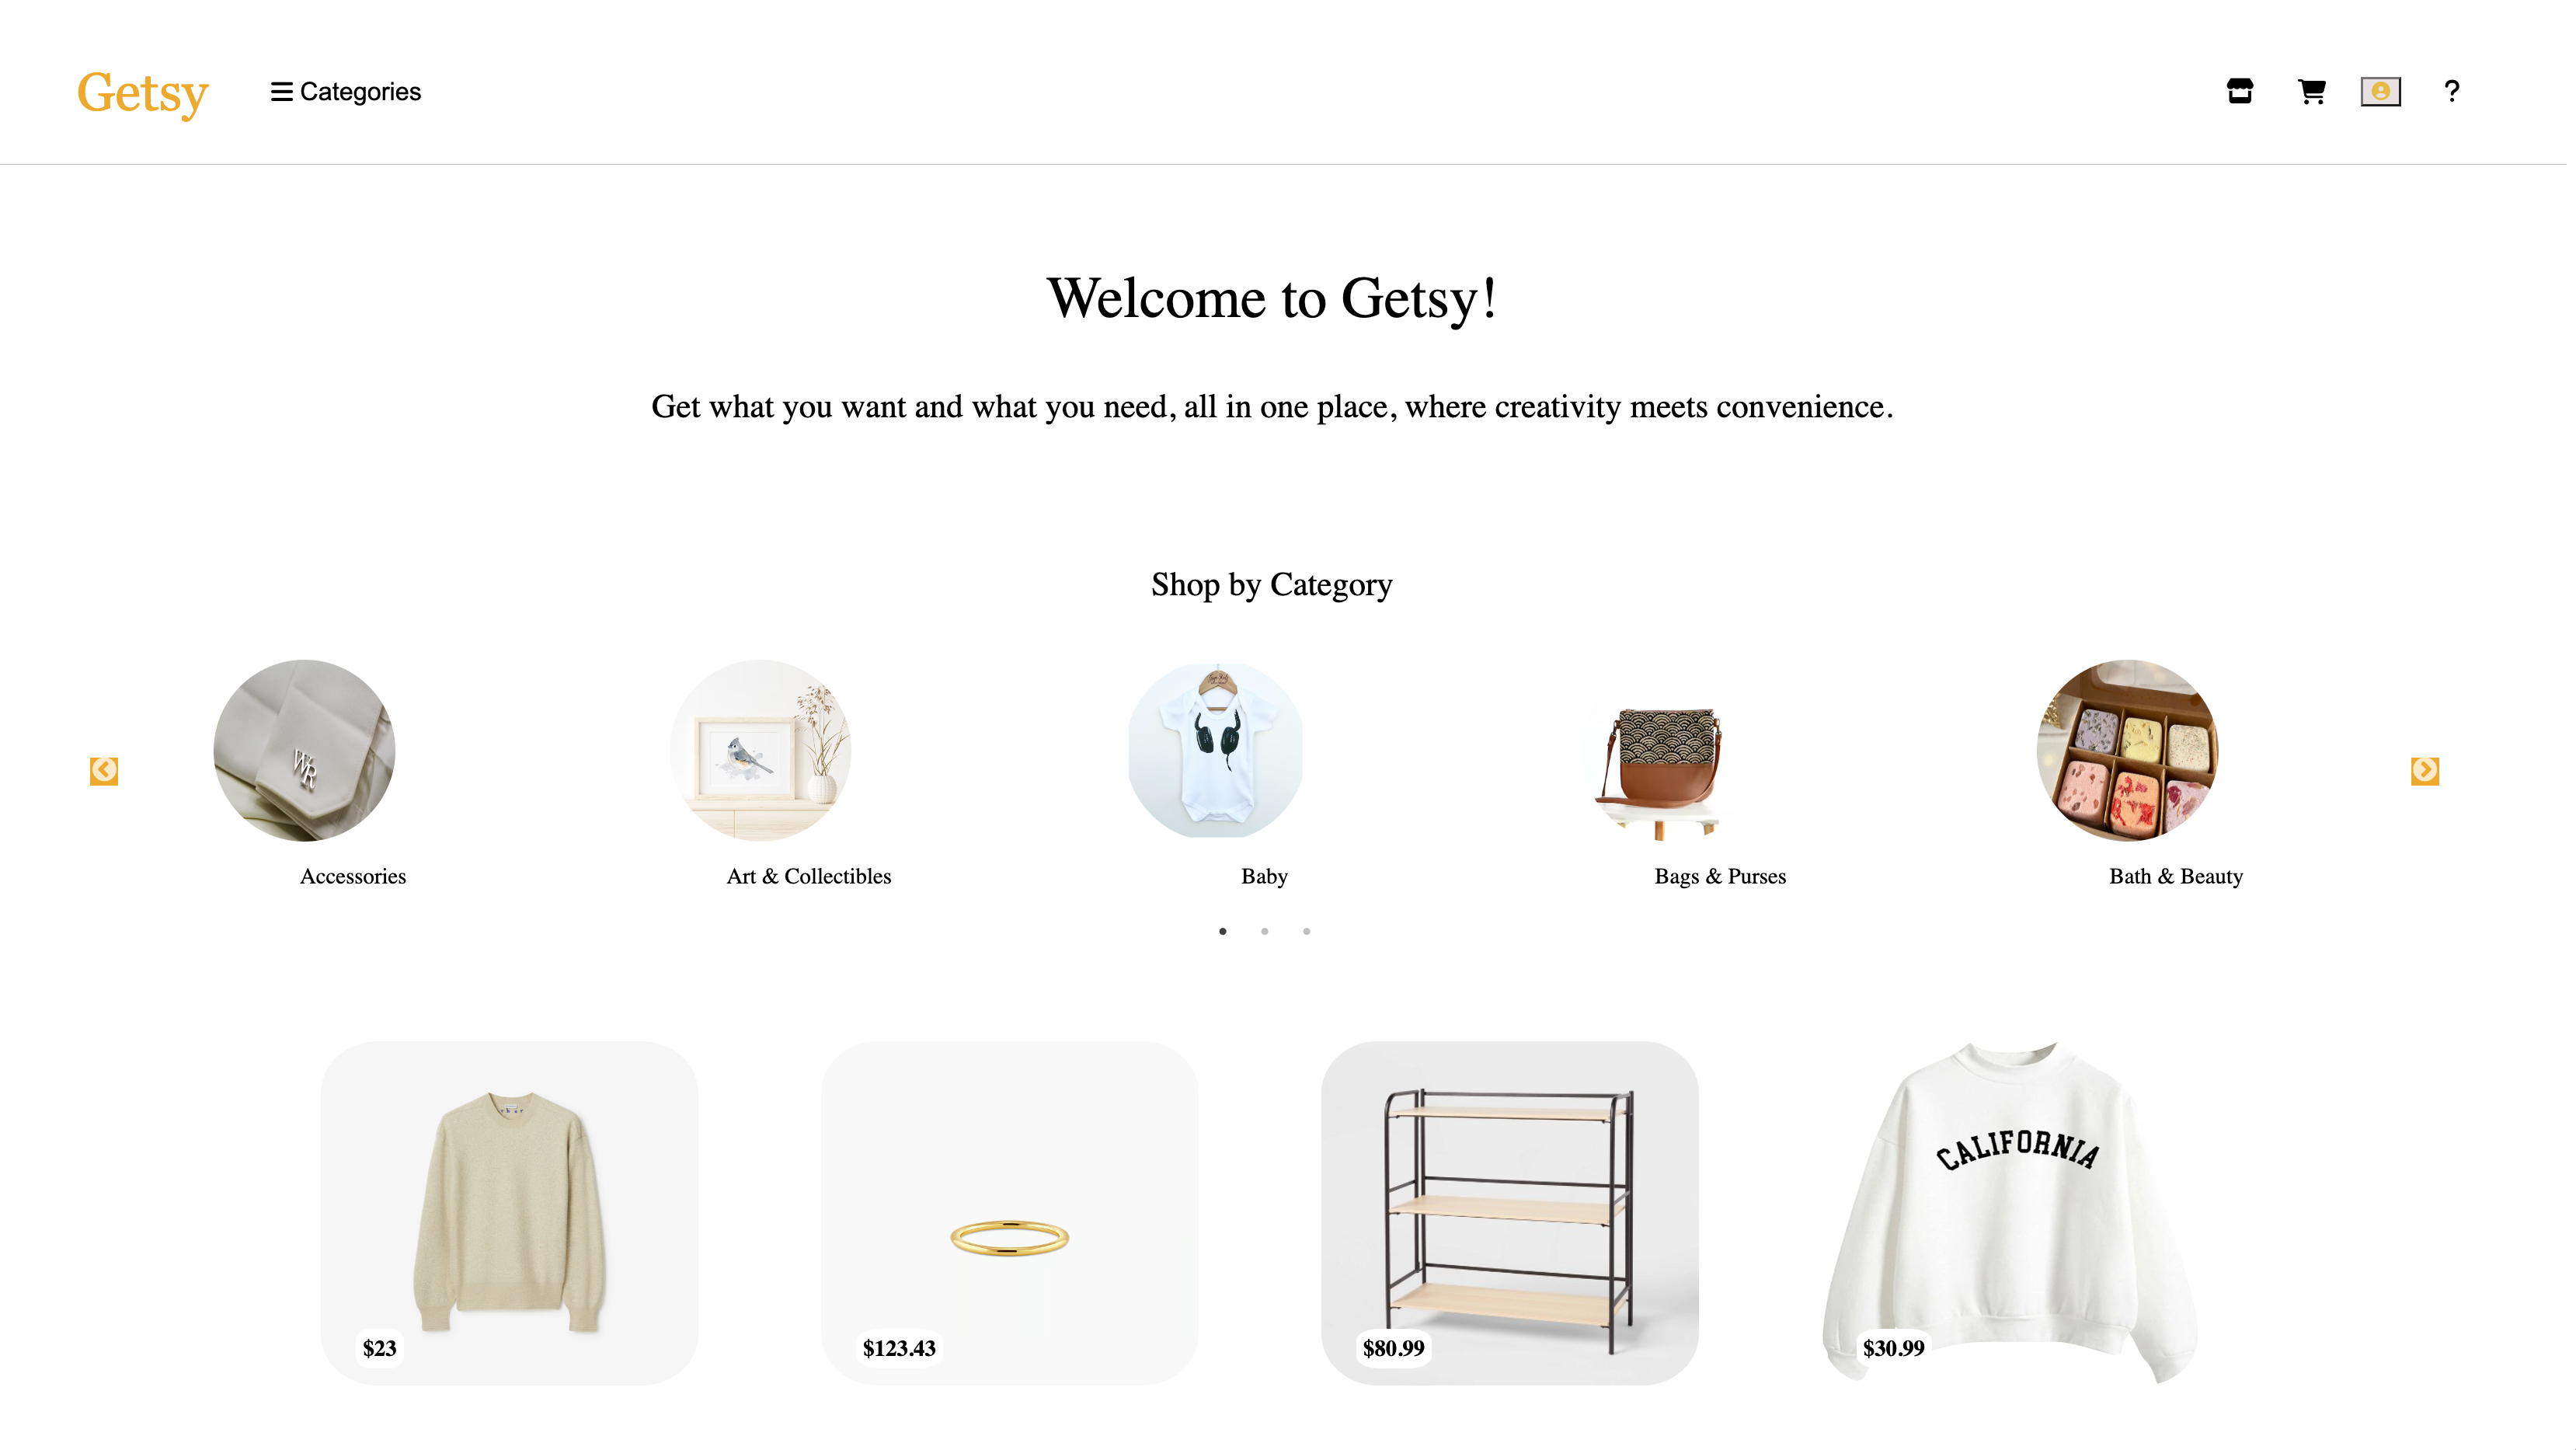 Getsy
Categories
?
Welcome to Getsy!
Get what you want and what you need, all in one place, where creativity meets convenience.
Shop by Category
WR
Accessories
Art & Collectibles
Baby
Bags & Purses
Bath & Beauty
CALIFORNIA
$23
$123.43
$80.99
$30.99